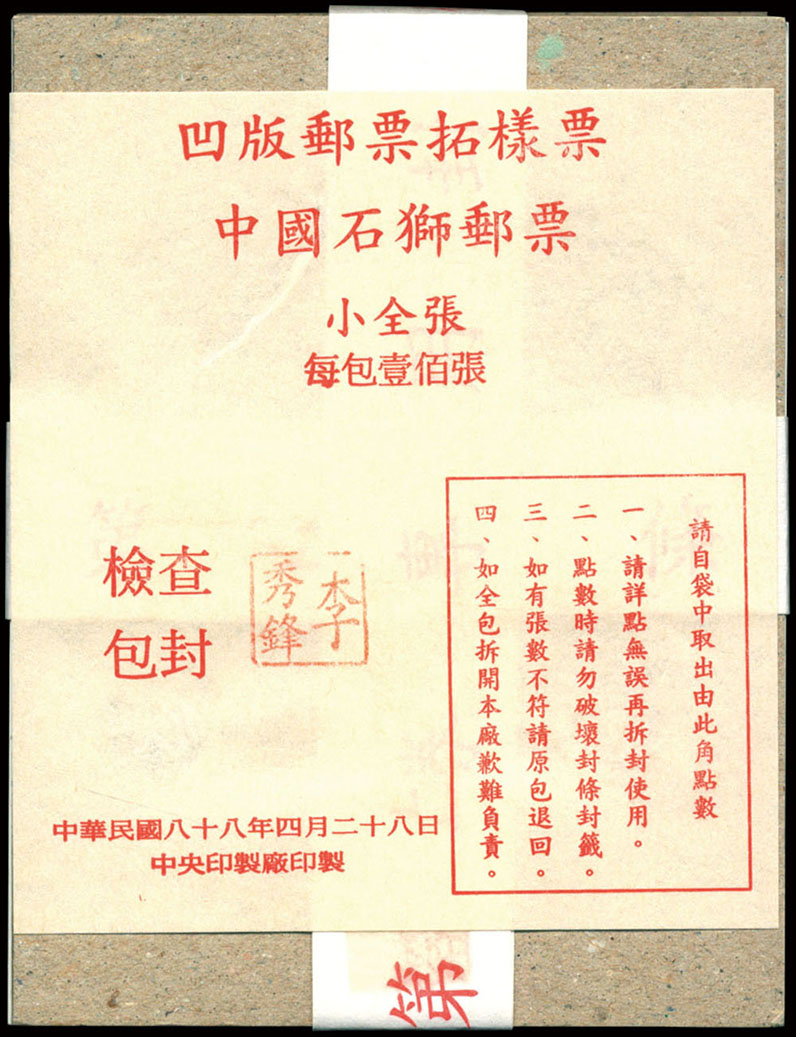 凹版郵票拓樣票
中國石獅郵票
小全張
每包壹佰張
請自袋中取出由此角點數
一、請詳點無誤再拆封使用。
二、點數時請勿破壞封條封籤。
三、如有張數不符請原包退回。
四、如全包拆開本廠歉難負責。
檢查
包封
李
秀鋒
中華民國八十八年四月二十八日
中央印製廠印製
第